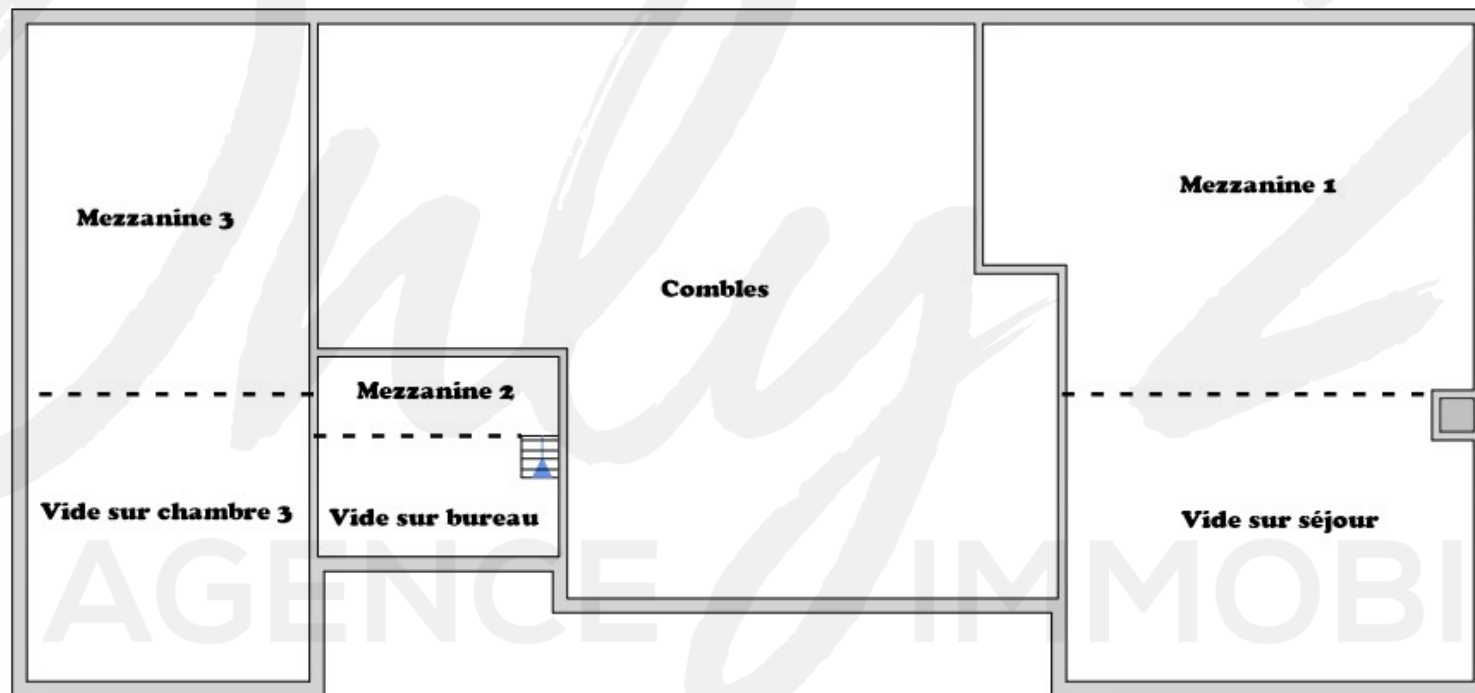 Mezzanine 1
Mezzanine 3
Combles
Mezzanine 2
Vide sur chambre 3
Vide sur bureau
Vide sur séjour
AGENCE IMMOBI